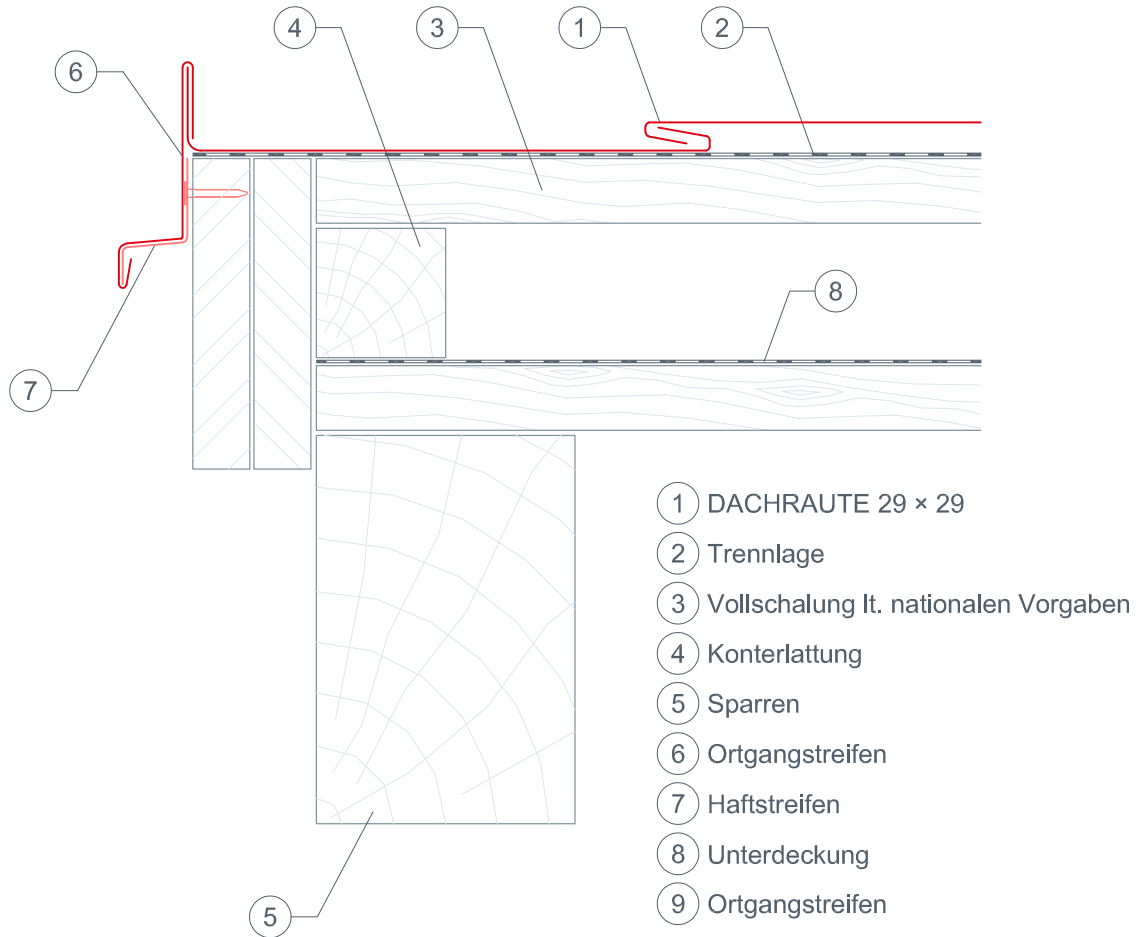 4 3 1 2
6
8
7
1 DACHRAUTE 29 × 29
2 Trennlage
3 Vollschalung lt. nationalen Vorgaben
4 Konterlattung
5 Sparren
6 Ortgangstreifen
7 Haftstreifen
8 Unterdeckung
9 Ortgangstreifen
5